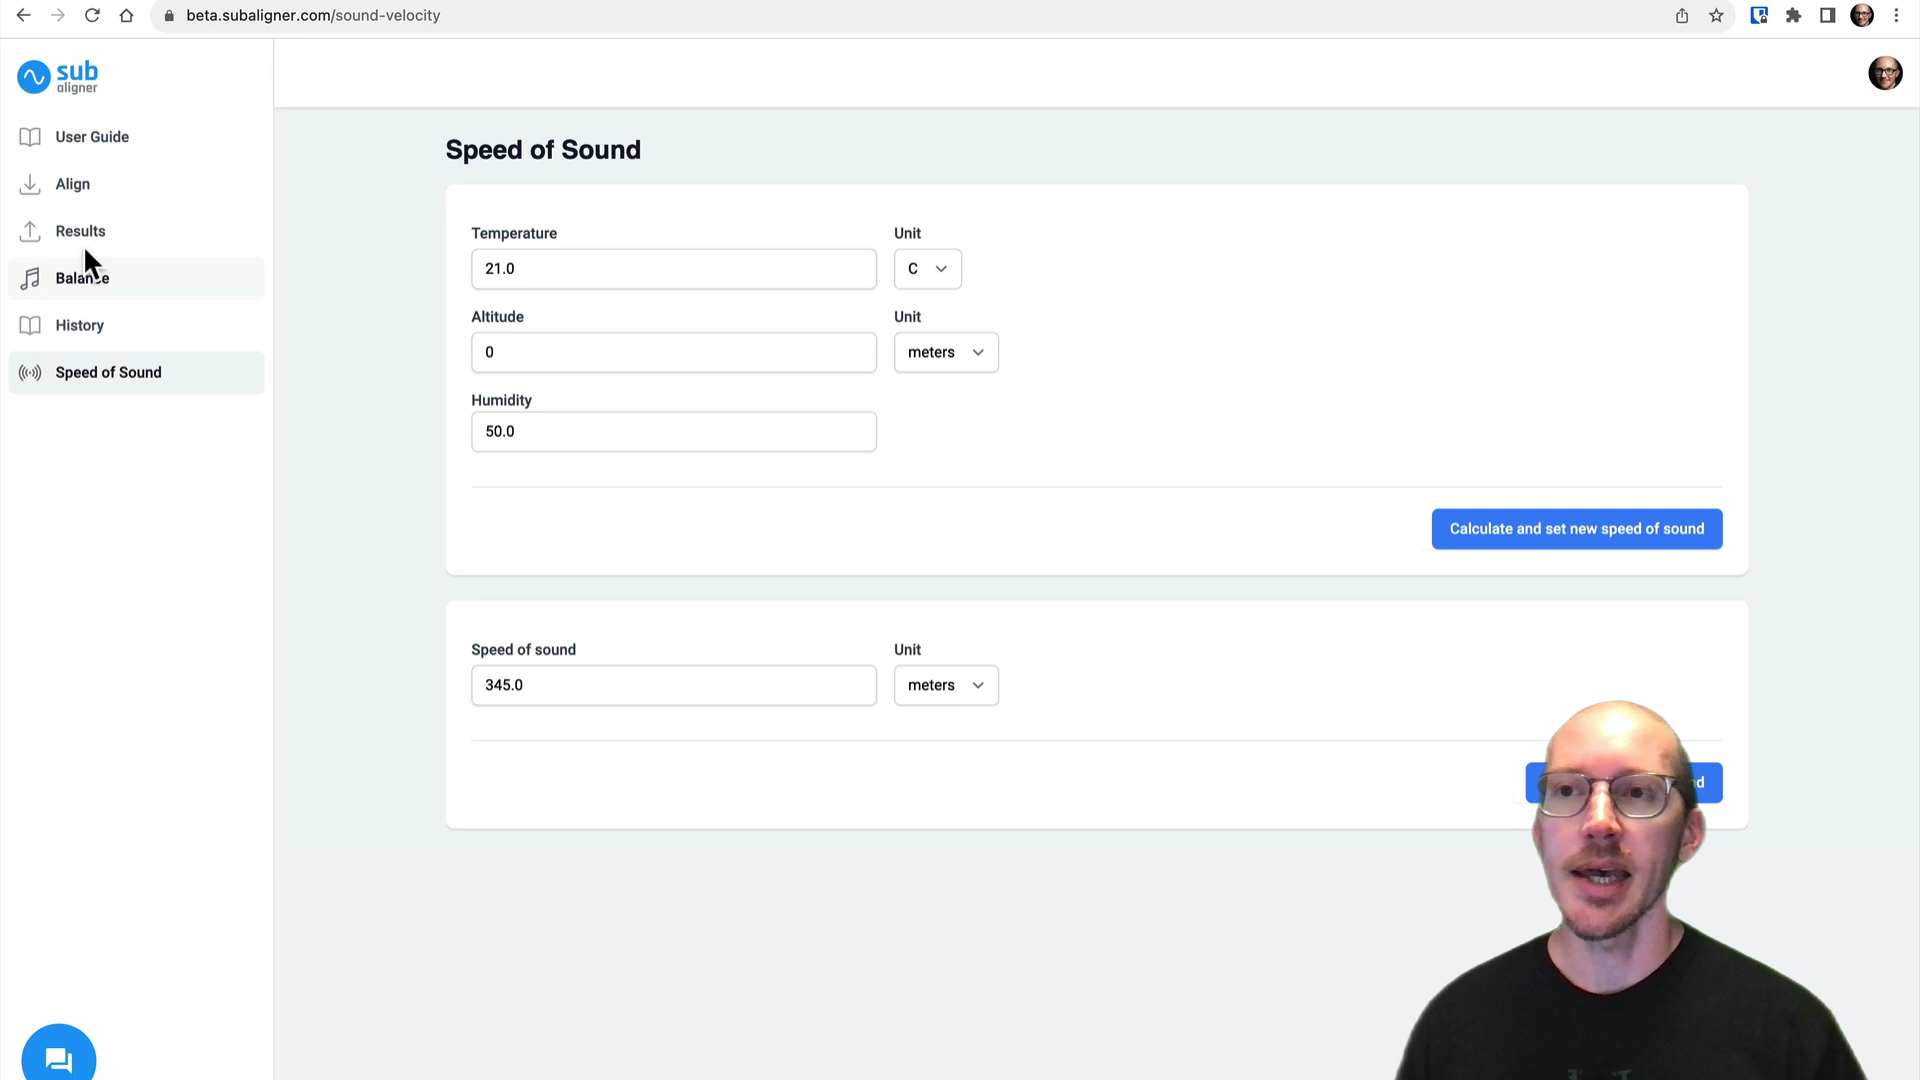 beta.subaligner.com/sound-velocity
sub
aligner
User Guide
Align
Results
Balance
History
Speed of Sound
Speed of Sound
Temperature
Unit
21.0
C
Altitude
Unit
0
meters
Humidity
50.0
Calculate and set new speed of sound
Speed of sound
Unit
345.0
meters